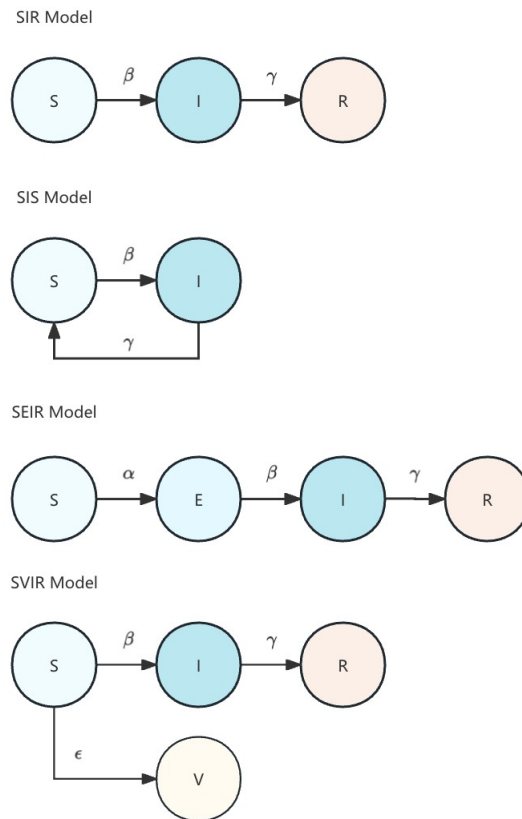 SIR Model
β γ
S I R
SIS Model
β
S I
γ
SEIR Model
α β γ
S E I R
SVIR Model
β γ
S I R
ϵ
V